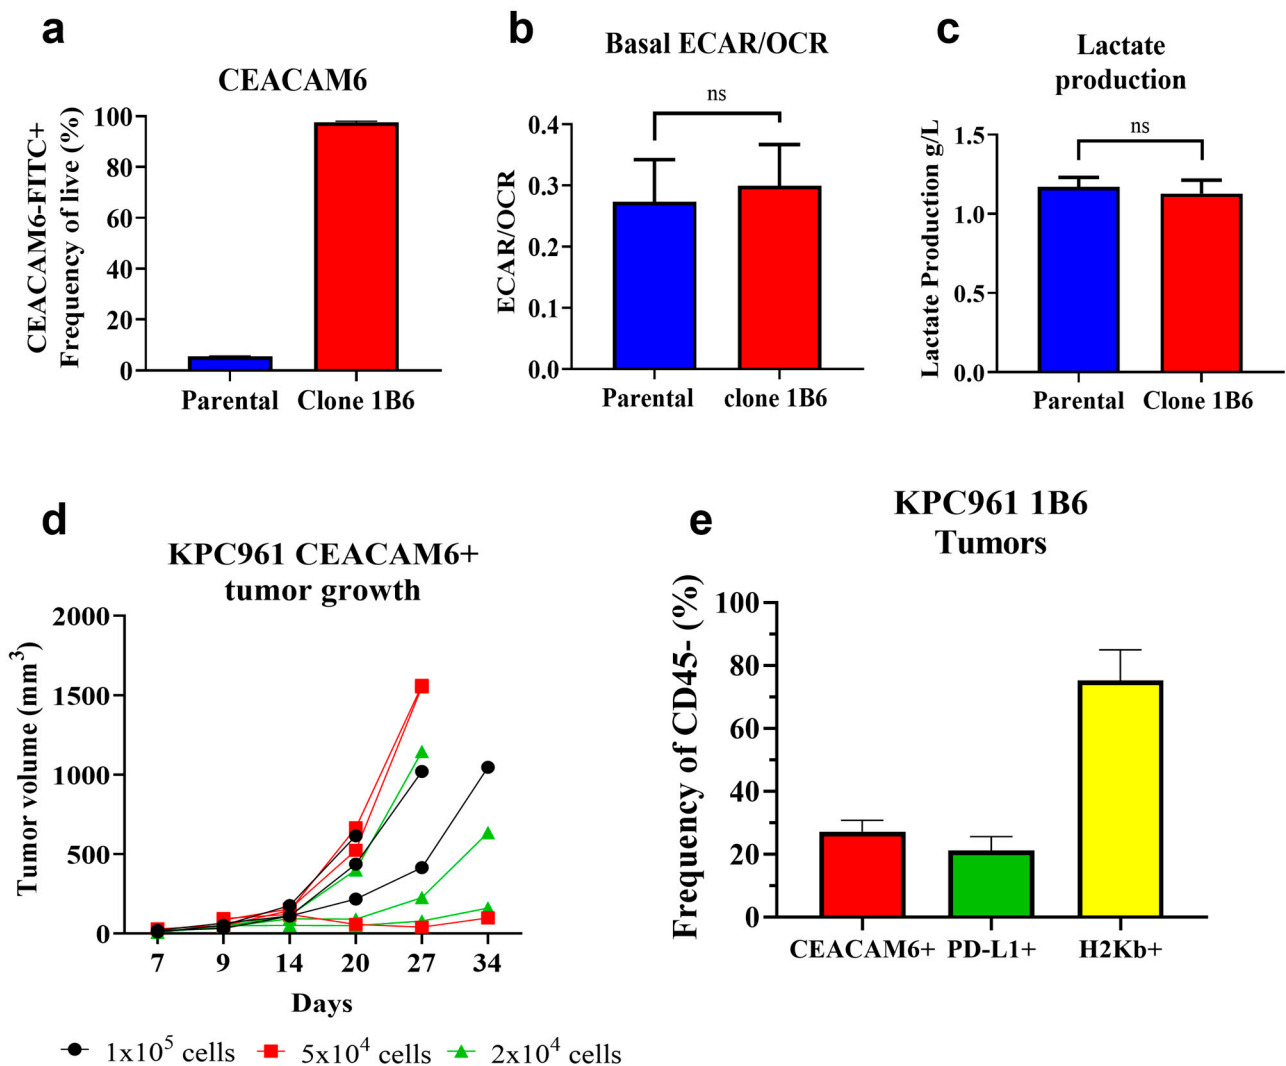 a
CEACAM6
CEACAM6-FITC+
Frequency of live (%)
100
80
60
40
20
0
Parental Clone 1B6
b
Basal ECAR/OCR
ns
ECAR/OCR
0.4
0.3
0.2
0.1
0.0
Parental clone 1B6
c
Lactate
production
ns
Lactate Production g/L
1.5
1.0
0.5
0.0
Parental Clone 1B6
d
KPC961 CEACAM6+
tumor growth
Tumor volume (mm³)
2000
1500
1000
500
0
7 9 14 20 27 34
Days
1x10⁵ cells 5x10⁴ cells 2x10⁴ cells
e
KPC961 1B6
Tumors
Frequency of CD45- (%)
100
80
60
40
20
0
CEACAM6+ PD-L1+ H2Kb+